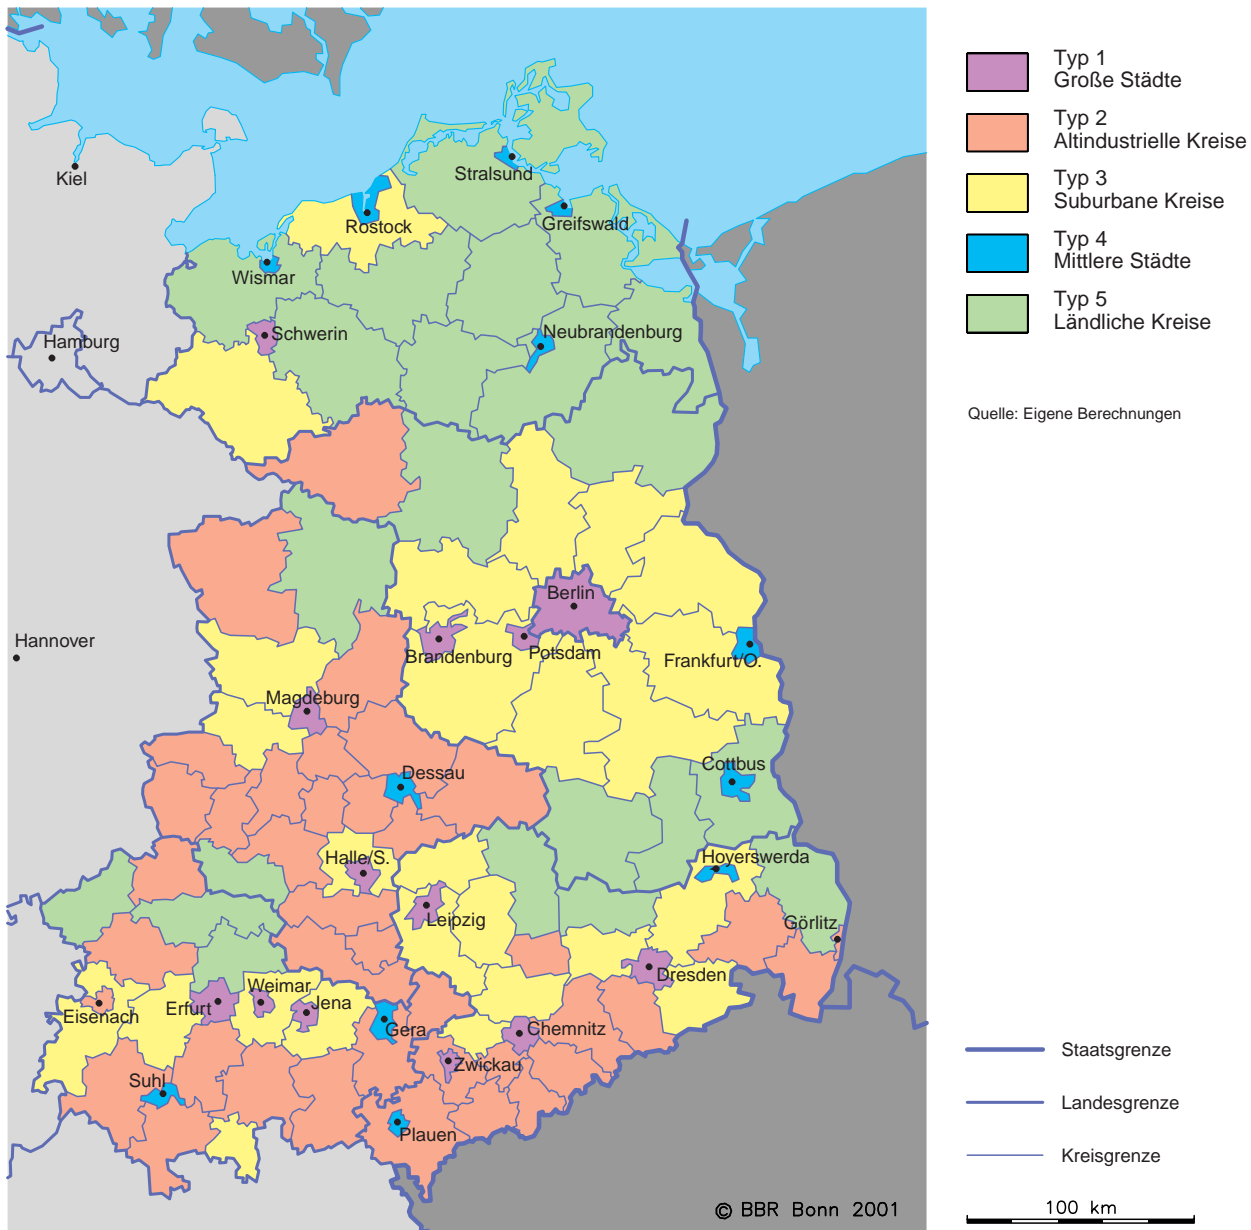 Typ 1
Große Städte
Typ 2
Altindustrielle Kreise
Typ 3
Suburbane Kreise
Typ 4
Mittlere Städte
Typ 5
Ländliche Kreise
Quelle: Eigene Berechnungen
Kiel
Stralsund
Rostock
Greifswald
Wismar
Schwerin
Neubrandenburg
Hamburg
Berlin
Hannover
Brandenburg
Potsdam
Frankfurt/O.
Magdeburg
Dessau
Cottbus
Halle/S.
Hoyerswerda
Leipzig
Görlitz
Dresden
Weimar
Erfurt
Jena
Eisenach
Gera
Chemnitz
Zwickau
Suhl
Plauen
Staatsgrenze
Landesgrenze
Kreisgrenze
100 km
© BBR Bonn 2001